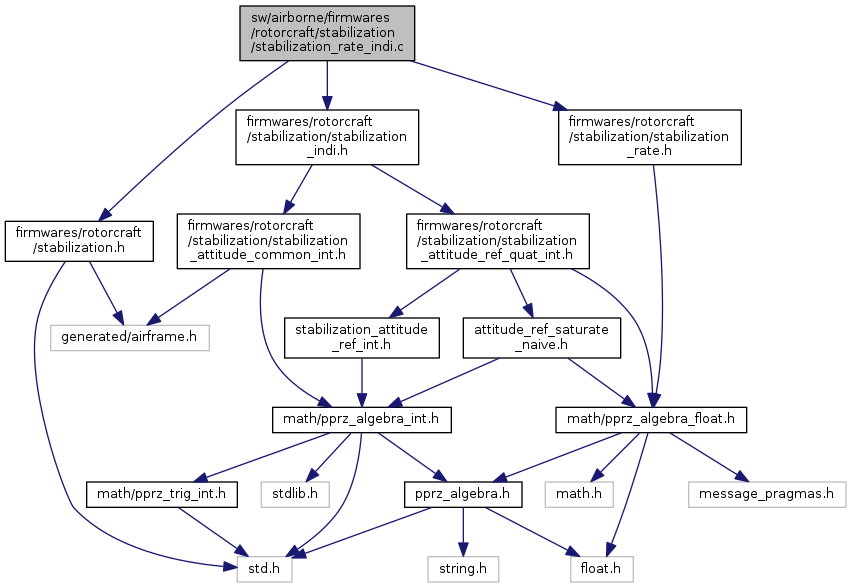 sw/airborne/firmwares
/rotorcraft/stabilization
/stabilization_rate_indi.c
firmwares/rotorcraft
/stabilization/stabilization
_indi.h
firmwares/rotorcraft
/stabilization/stabilization
_rate.h
firmwares/rotorcraft
/stabilization.h
firmwares/rotorcraft
/stabilization/stabilization
_attitude_common_int.h
firmwares/rotorcraft
/stabilization/stabilization
_attitude_ref_quat_int.h
generated/airframe.h
stabilization_attitude
_ref_int.h
attitude_ref_saturate
_naive.h
math/pprz_algebra_int.h
math/pprz_algebra_float.h
math/pprz_trig_int.h
stdlib.h
pprz_algebra.h
math.h
message_pragmas.h
std.h
string.h
float.h